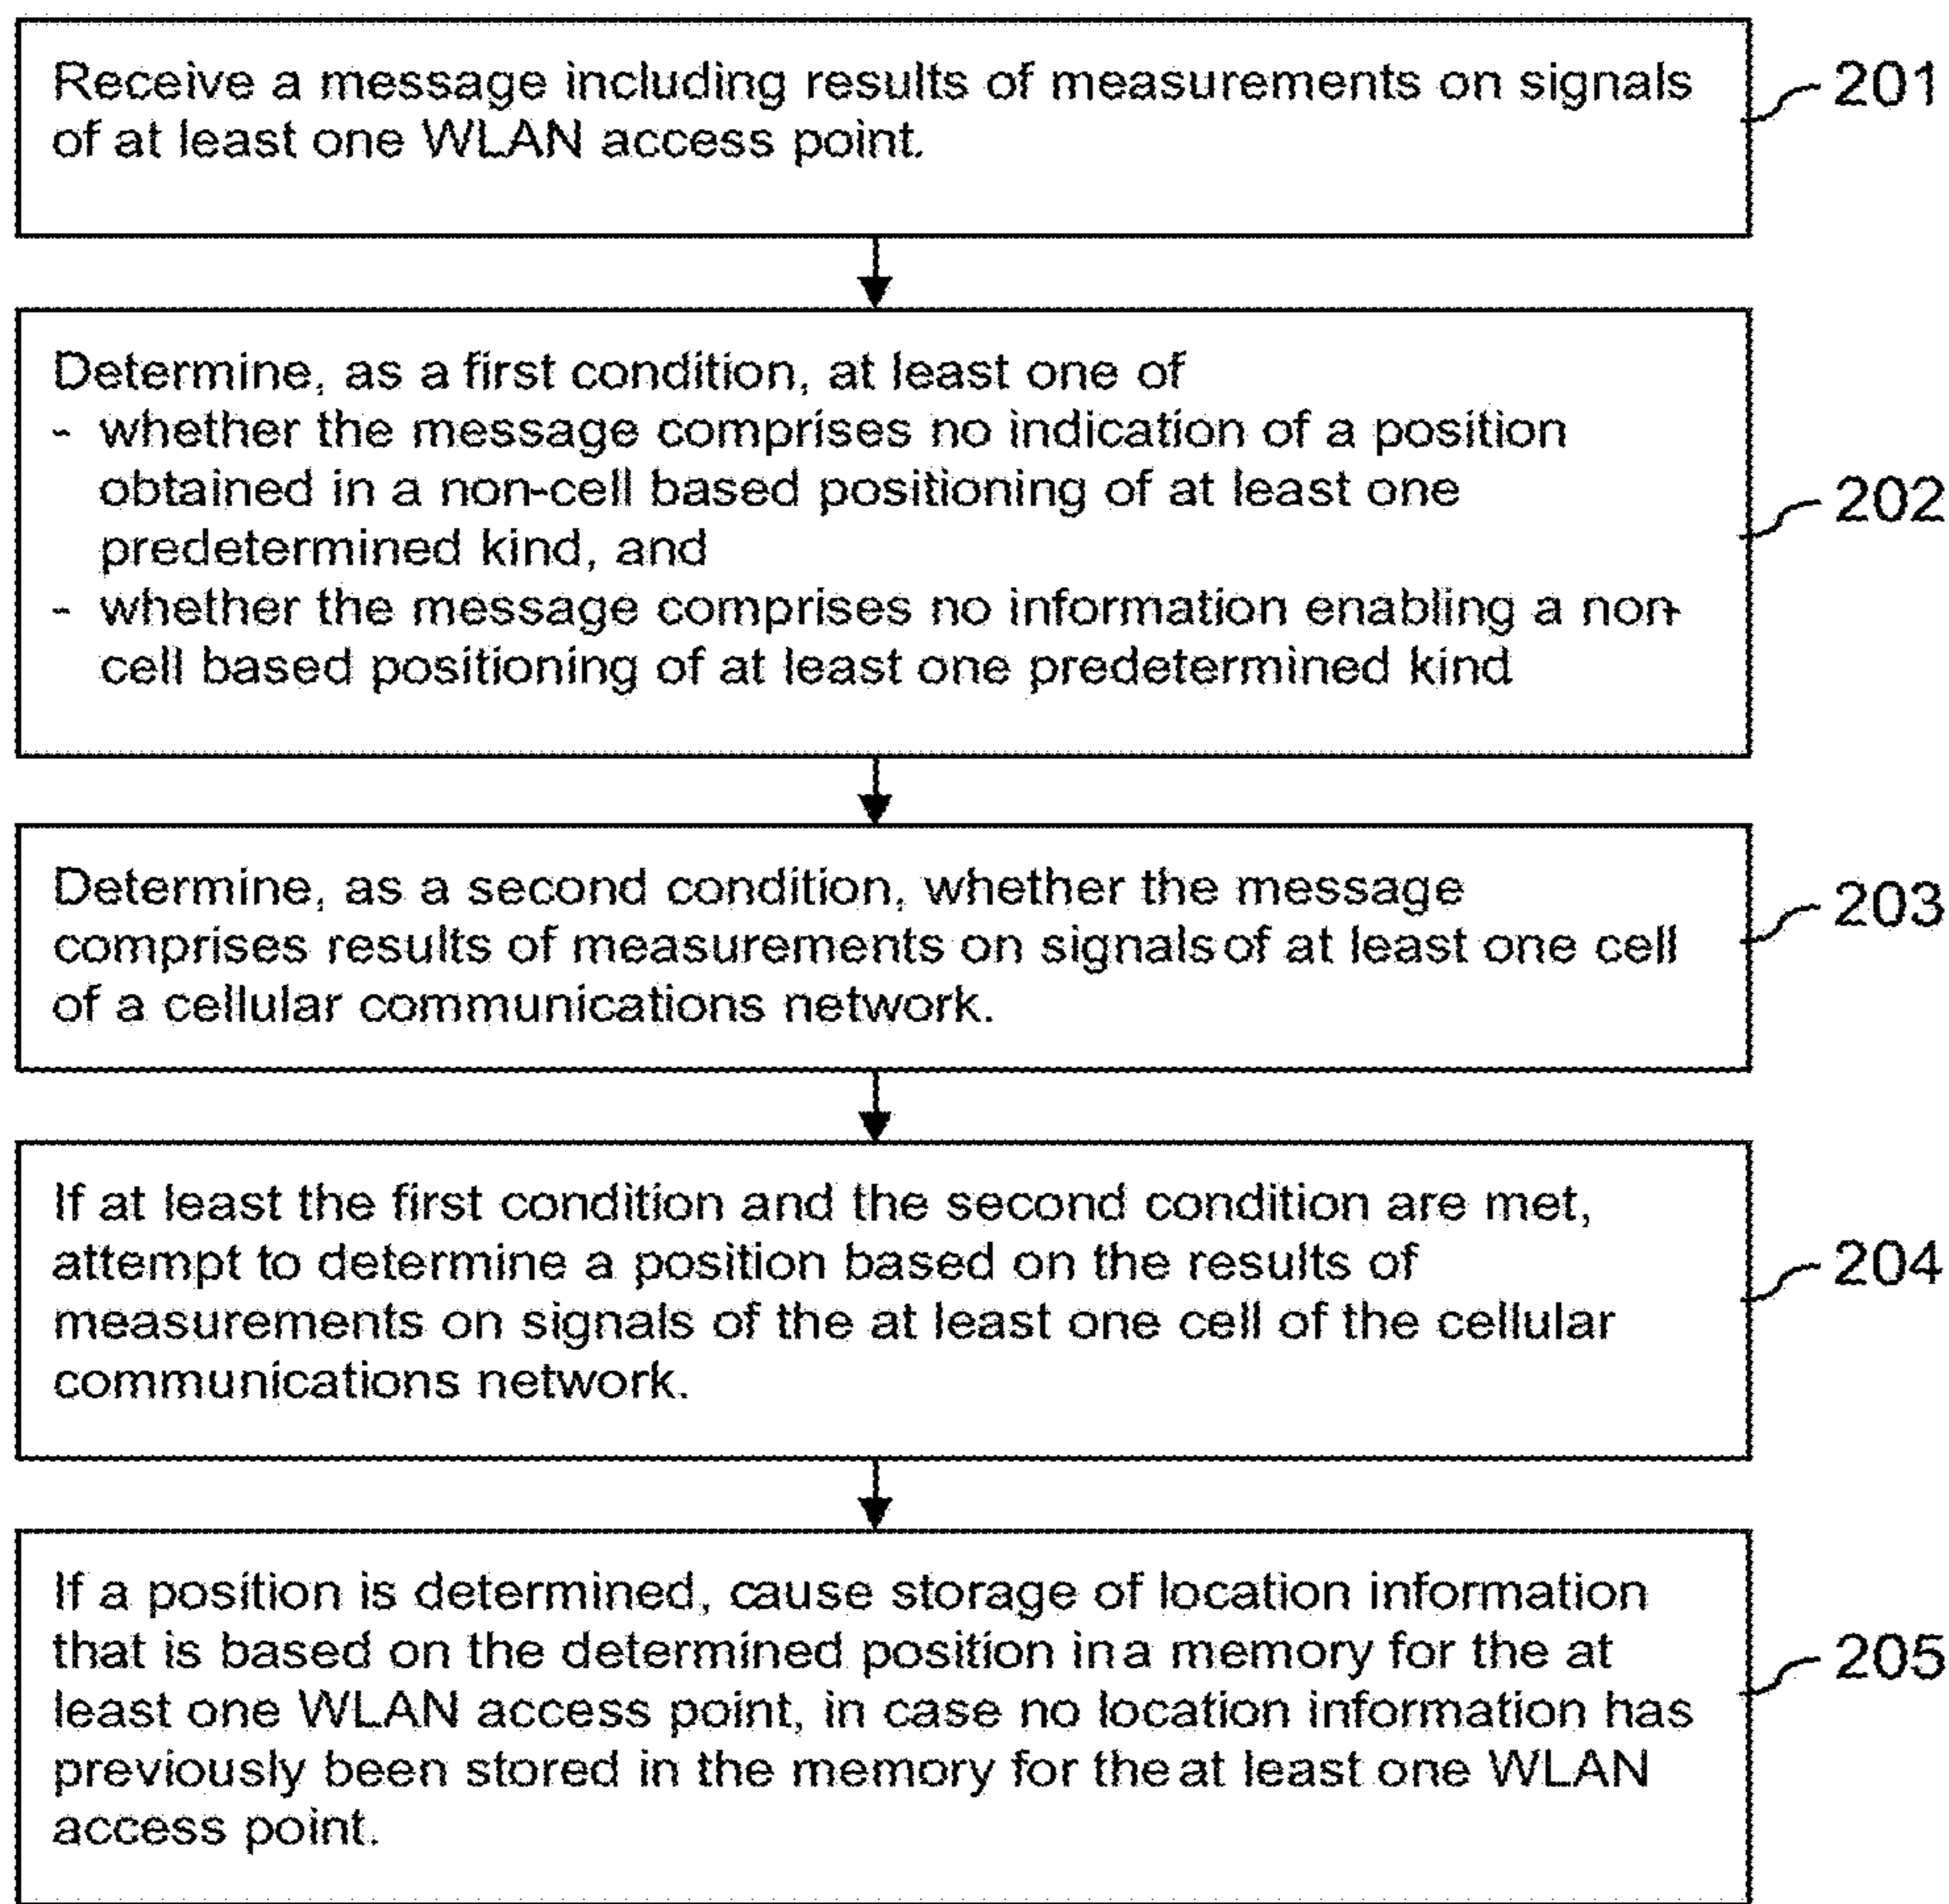 Receive a message including results of measurements on signals
of at least one WLAN access point.
201
Determine, as a first condition, at least one of
- whether the message comprises no indication of a position
obtained in a non-cell based positioning of at least one
predetermined kind, and
- whether the message comprises no information enabling a non-
cell based positioning of at least one predetermined kind
202
Determine, as a second condition, whether the message
comprises results of measurements on signals of at least one cell
of a cellular communications network.
203
If at least the first condition and the second condition are met,
attempt to determine a position based on the results of
measurements on signals of the at least one cell of the cellular
communications network.
204
If a position is determined, cause storage of location information
that is based on the determined position in a memory for the at
least one WLAN access point, in case no location information has
previously been stored in the memory for the at least one WLAN
access point.
205